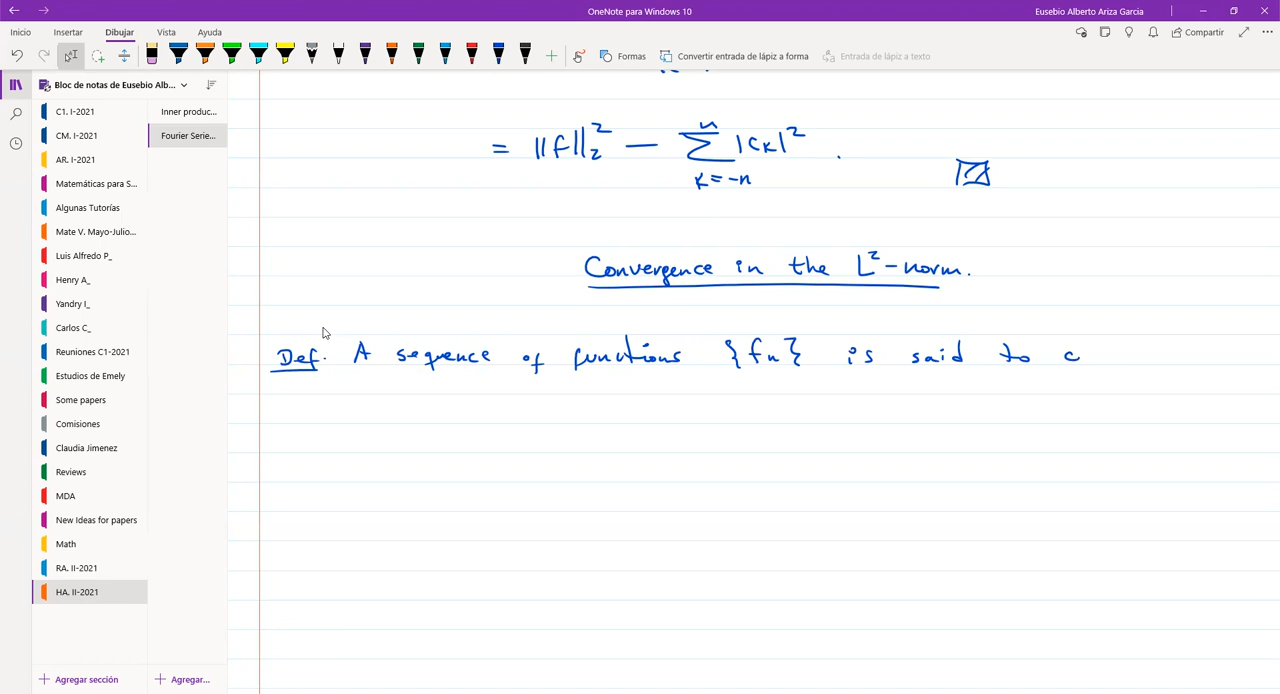 OneNote para Windows 10
Eusebio Alberto Ariza Garcia
Inicio
Insertar
Dibujar
Vista
Ayuda
Compartir
Formas
Convertir entrada de lápiz a forma
Entrada de lápiz a texto
Bloc de notas de Eusebio Alb...
C1. I-2021
CM. I-2021
AR. I-2021
Matemáticas para S...
Algunas Tutorías
Mate V. Mayo-Julio...
Luis Alfredo P_
Henry A_
Yandry I_
Carlos C_
Reuniones C1-2021
Estudios de Emely
Some papers
Comisiones
Claudia Jimenez
Reviews
MDA
New Ideas for papers
Math
RA. II-2021
HA. II-2021
Agregar sección
Inner produc...
Fourier Serie...
Agregar...
= ||f||₂² — Σ |cₖ|² .
n
k=-n
Convergence in the L²-norm.
Def. A sequence of functions {fn} is said to c